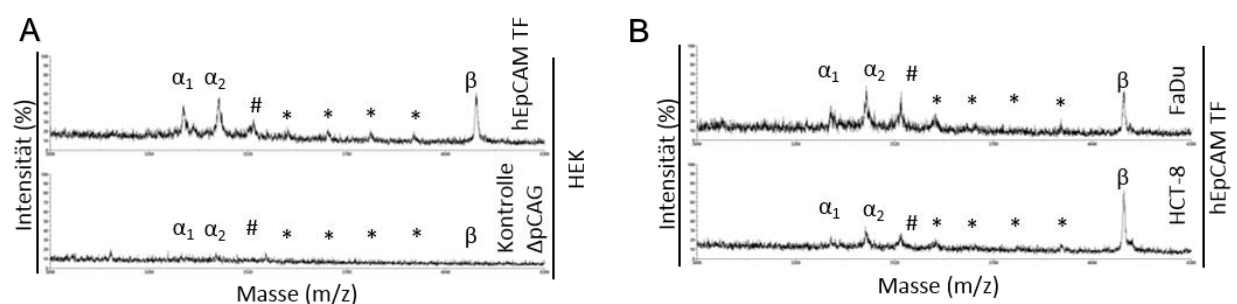 A
Intensität (%)
α₁ α₂ # * * * * β
hEpCAM TF
α₁ α₂ # * * * * β
Kontrolle
ΔpCAG
HEK
Masse (m/z)
B
Intensität (%)
α₁ α₂ # * * * * β
FaDu
α₁ α₂ # * * * * β
HCT-8
hEpCAM TF
Masse (m/z)